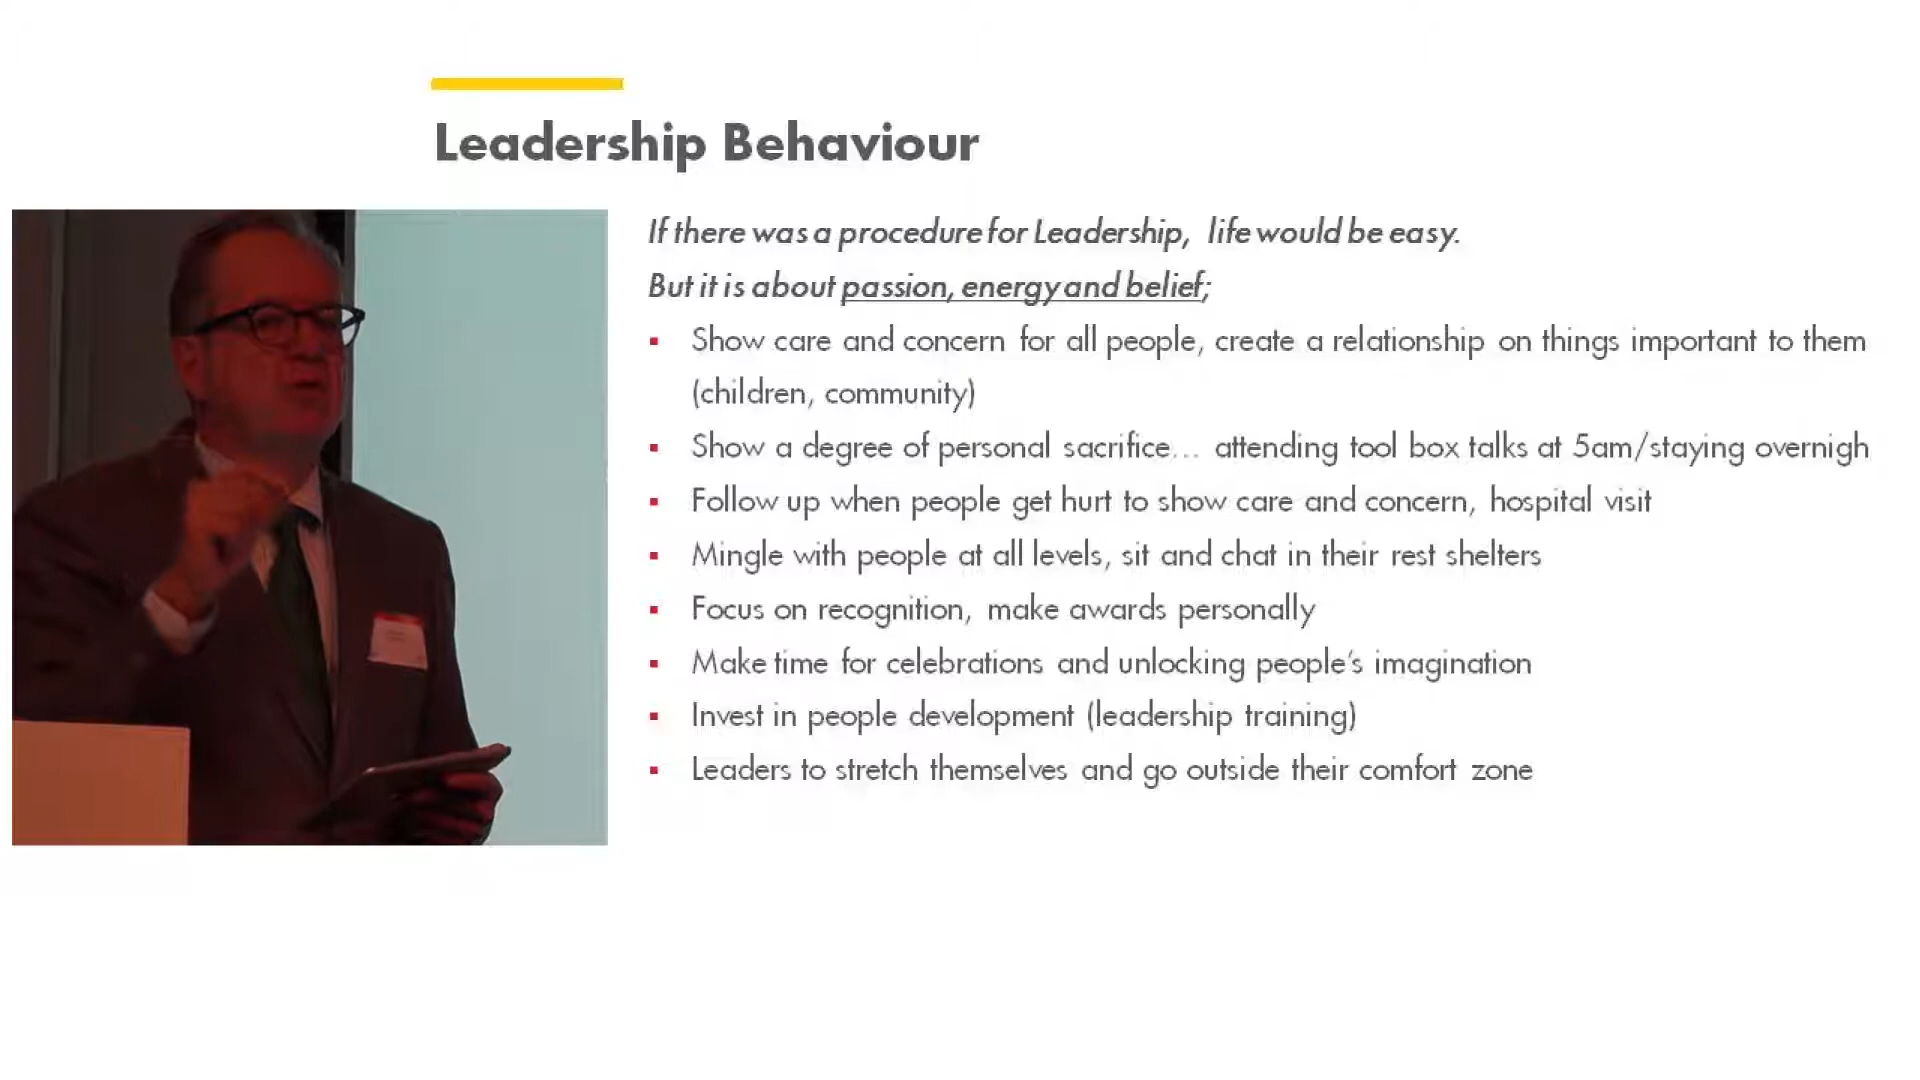 Leadership Behaviour
If there was a procedure for Leadership, life would be easy.
But it is about passion, energy and belief;
▪ Show care and concern for all people, create a relationship on things important to them
(children, community)
▪ Show a degree of personal sacrifice... attending tool box talks at 5am/staying overnigh
▪ Follow up when people get hurt to show care and concern, hospital visit
▪ Mingle with people at all levels, sit and chat in their rest shelters
▪ Focus on recognition, make awards personally
▪ Make time for celebrations and unlocking people's imagination
▪ Invest in people development (leadership training)
▪ Leaders to stretch themselves and go outside their comfort zone